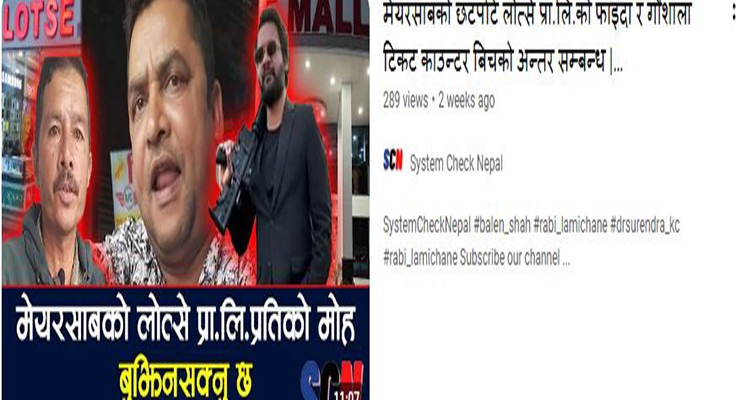 LOTSE
MALL
SAMSUNG
मेयरसाबको लोत्से प्रा.लि.प्रतिको मोह
बुझिनसक्नु छ
SCN
11:07
मेयरसाबको छटपटि लोत्से प्रा.लि.को फाइदा र गौशाला
टिकट काउन्टर बिचको अन्तर सम्बन्ध |...
289 views • 2 weeks ago
SCN System Check Nepal
SystemCheckNepal #balen_shah #rabi_lamichane #drsurendra_kc
#rabi_lamichane Subscribe our channel ...